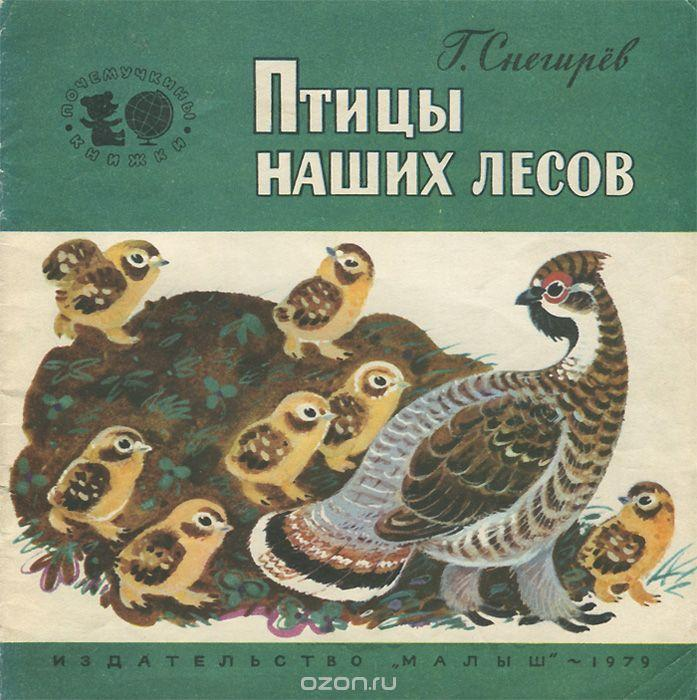 ПОЧЕМУЧКИНЫ
КНИЖКИ
Г. Снегирёв
ПТИЦЫ
НАШИХ ЛЕСОВ
ИЗДАТЕЛЬСТВО „МАЛЫШ" ~ 1979
ozon.ru